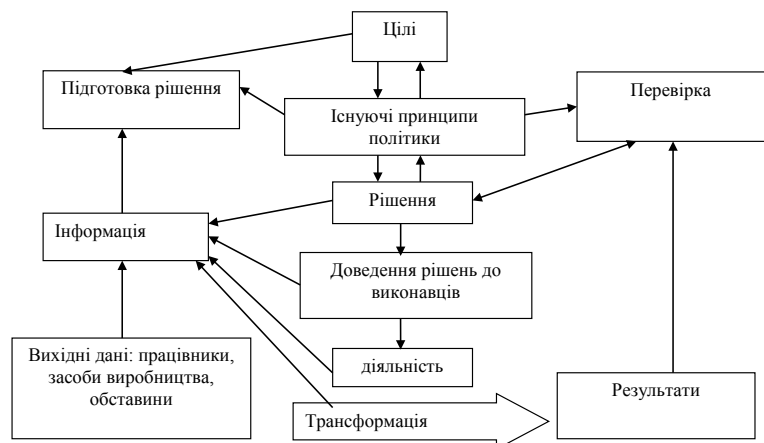 Цілі
Підготовка рішення
Перевірка
Існуючі принципи
політики
Рішення
Інформація
Доведення рішень до
виконавців
Вихідні дані: працівники,
засоби виробництва,
обставини
діяльність
Результати
Трансформація